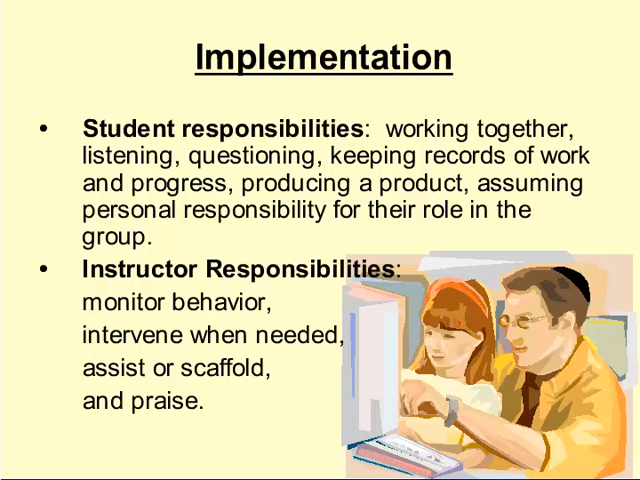 Implementation
• Student responsibilities: working together,
listening, questioning, keeping records of work
and progress, producing a product, assuming
personal responsibility for their role in the
group.
• Instructor Responsibilities:
monitor behavior,
intervene when needed,
assist or scaffold,
and praise.